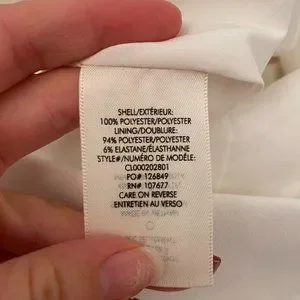 SHELL/EXTÉRIEUR:
100% POLYESTER/POLYESTER
LINING/DOUBLURE:
94% POLYESTER/POLYESTER
6% ELASTANE/ÉLASTHANNE
STYLE#/NUMÉRO DE MODÈLE:
CL000202801
PO# 126849
RN# 107677
CARE ON REVERSE
ENTRETIEN AU VERSO